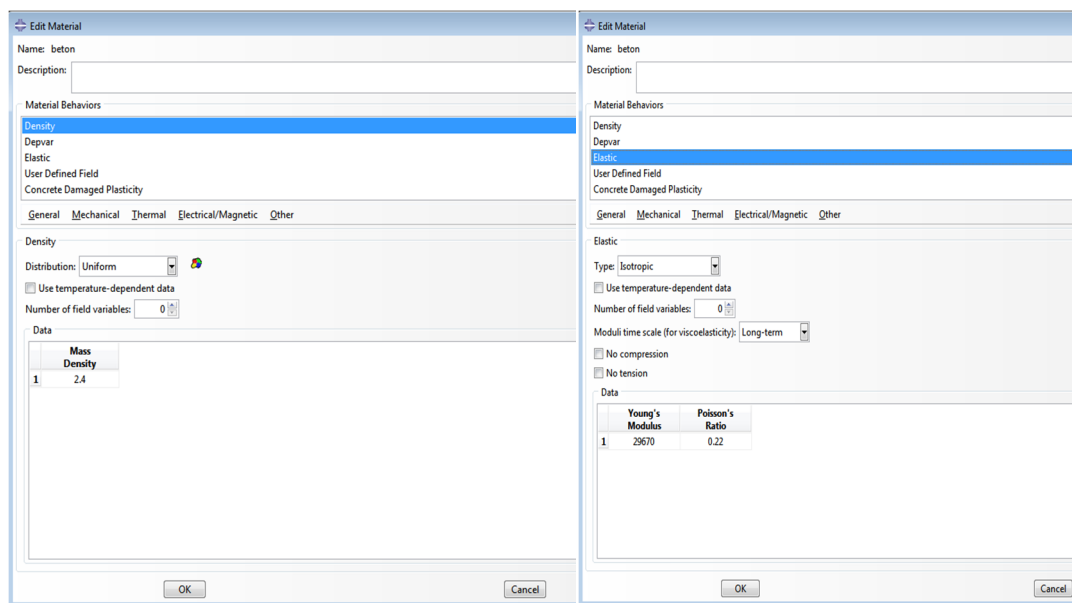 Edit Material
Name: beton
Description:
Material Behaviors
Density
Depvar
Elastic
User Defined Field
Concrete Damaged Plasticity
General Mechanical Thermal Electrical/Magnetic Other
Density
Distribution: Uniform
Use temperature-dependent data
Number of field variables: 0
Data
Mass
Density
1 2.4
OK Cancel
Edit Material
Name: beton
Description:
Material Behaviors
Density
Depvar
Elastic
User Defined Field
Concrete Damaged Plasticity
General Mechanical Thermal Electrical/Magnetic Other
Elastic
Type: Isotropic
Use temperature-dependent data
Number of field variables: 0
Moduli time scale (for viscoelasticity): Long-term
No compression
No tension
Data
Young's Poisson's
Modulus Ratio
1 29670 0.22
OK Cancel